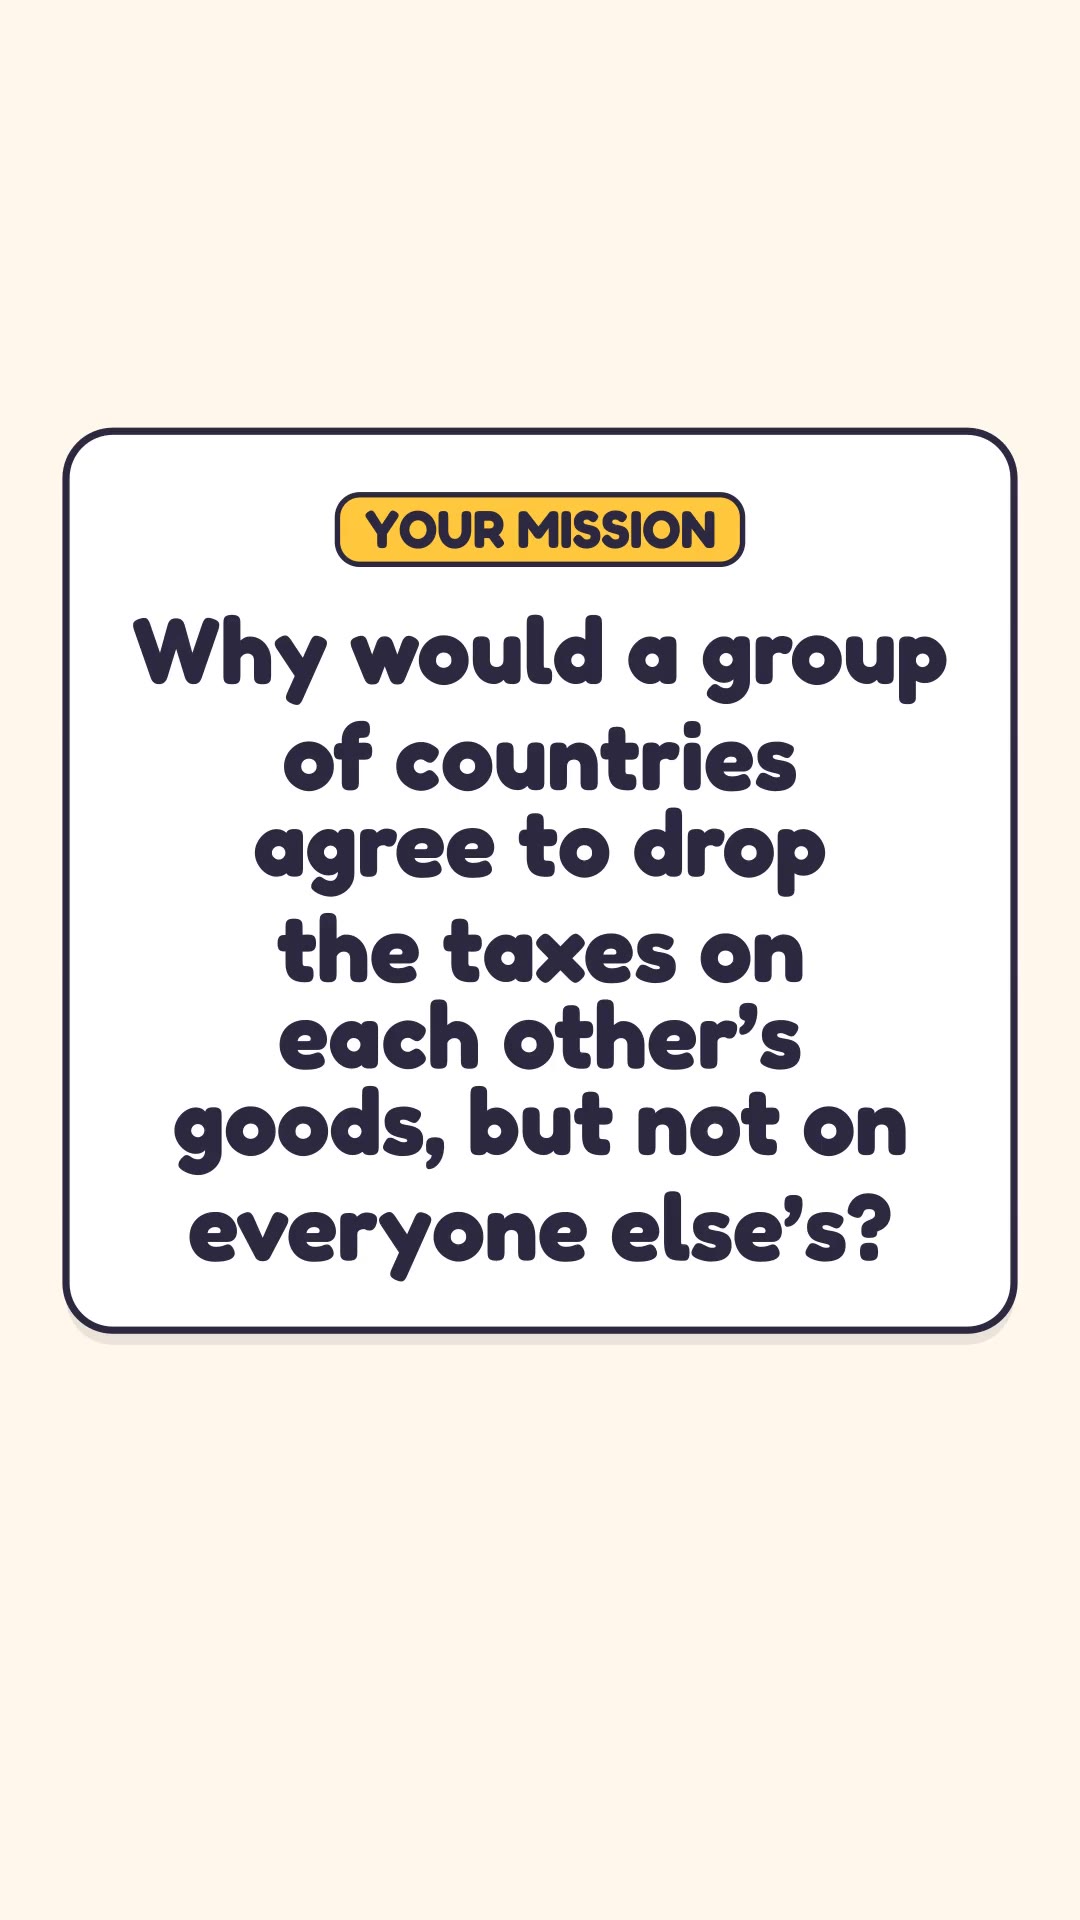 YOUR MISSION
Why would a group
of countries
agree to drop
the taxes on
each other’s
goods, but not on
everyone else’s?